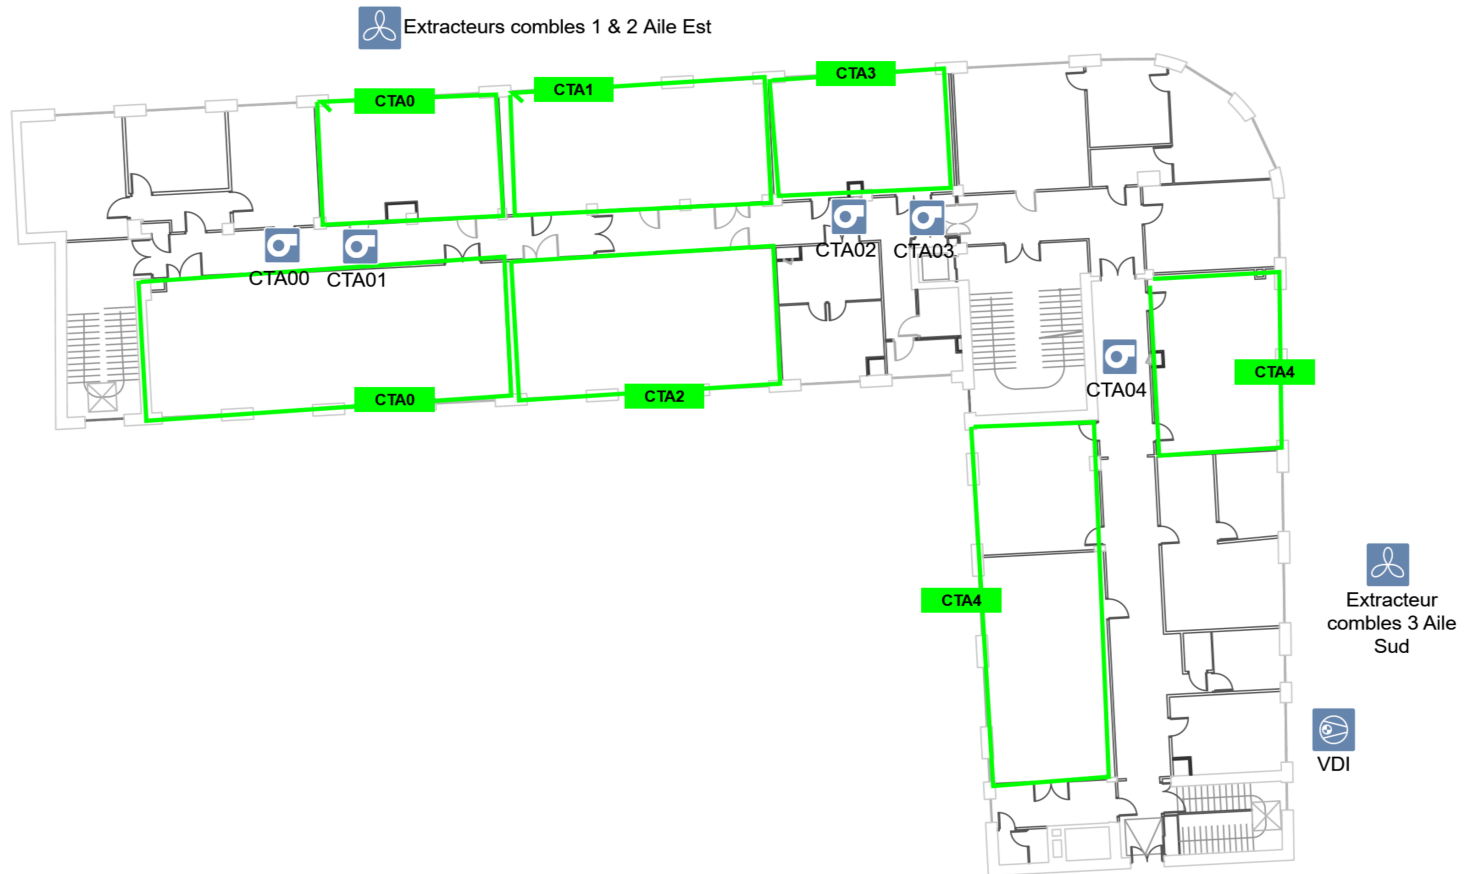 Extracteurs combles 1 & 2 Aile Est
CTA0
CTA1
CTA3
CTA00
CTA01
CTA02
CTA03
CTA0
CTA2
CTA04
CTA4
CTA4
Extracteur
combles 3 Aile
Sud
VDI